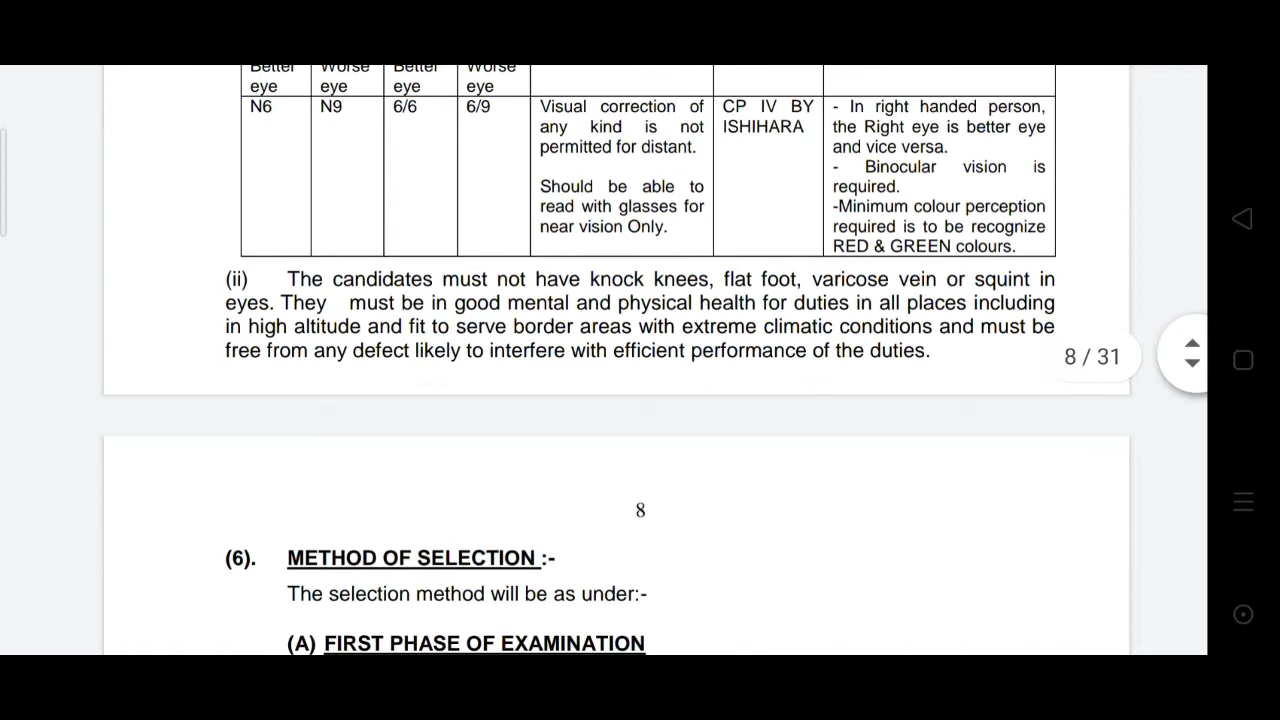 Better Worse Better Worse
eye eye eye eye
N6 N9 6/6 6/9 Visual correction of CP IV BY - In right handed person,
any kind is not ISHIHARA the Right eye is better eye
permitted for distant. and vice versa.
- Binocular vision is
Should be able to required.
read with glasses for -Minimum colour perception
near vision Only. required is to be recognize
RED & GREEN colours.
(ii) The candidates must not have knock knees, flat foot, varicose vein or squint in
eyes. They must be in good mental and physical health for duties in all places including
in high altitude and fit to serve border areas with extreme climatic conditions and must be
free from any defect likely to interfere with efficient performance of the duties.
8 / 31
8
(6). METHOD OF SELECTION :-
The selection method will be as under:-
(A) FIRST PHASE OF EXAMINATION